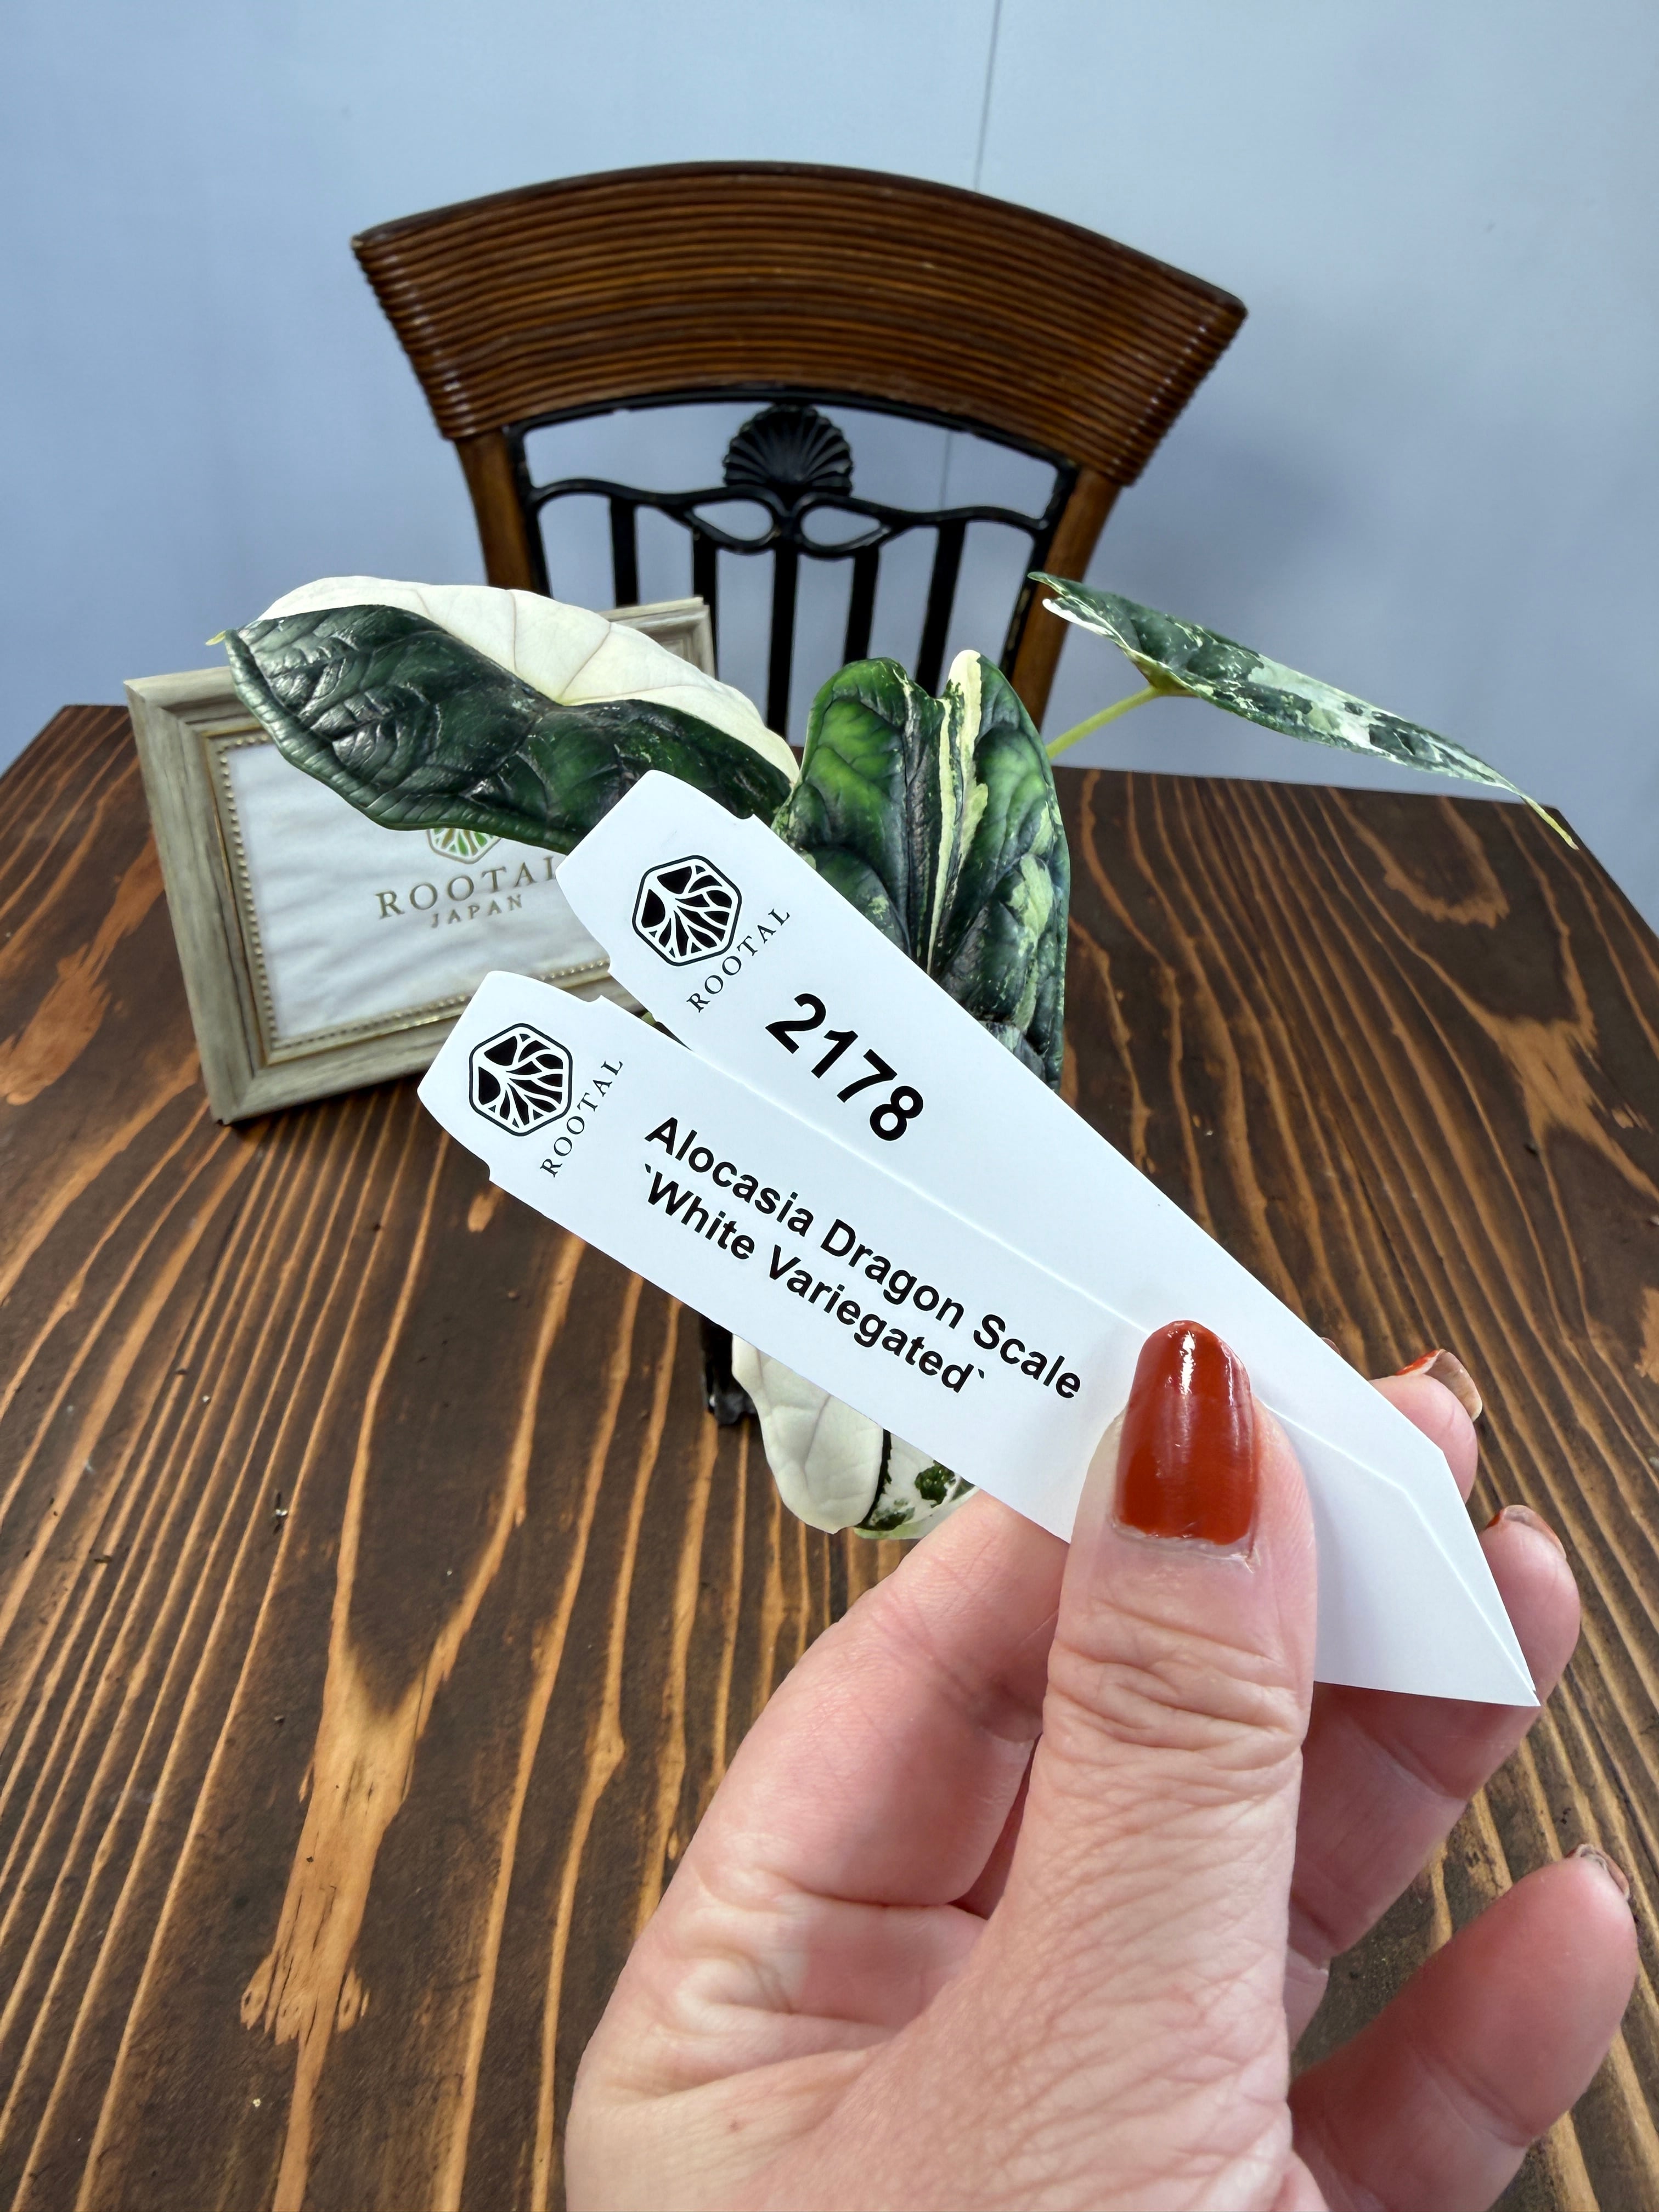 ROOTAL
JAPAN
ROOTAL
2178
ROOTAL
Alocasia Dragon Scale
`White Variegated`